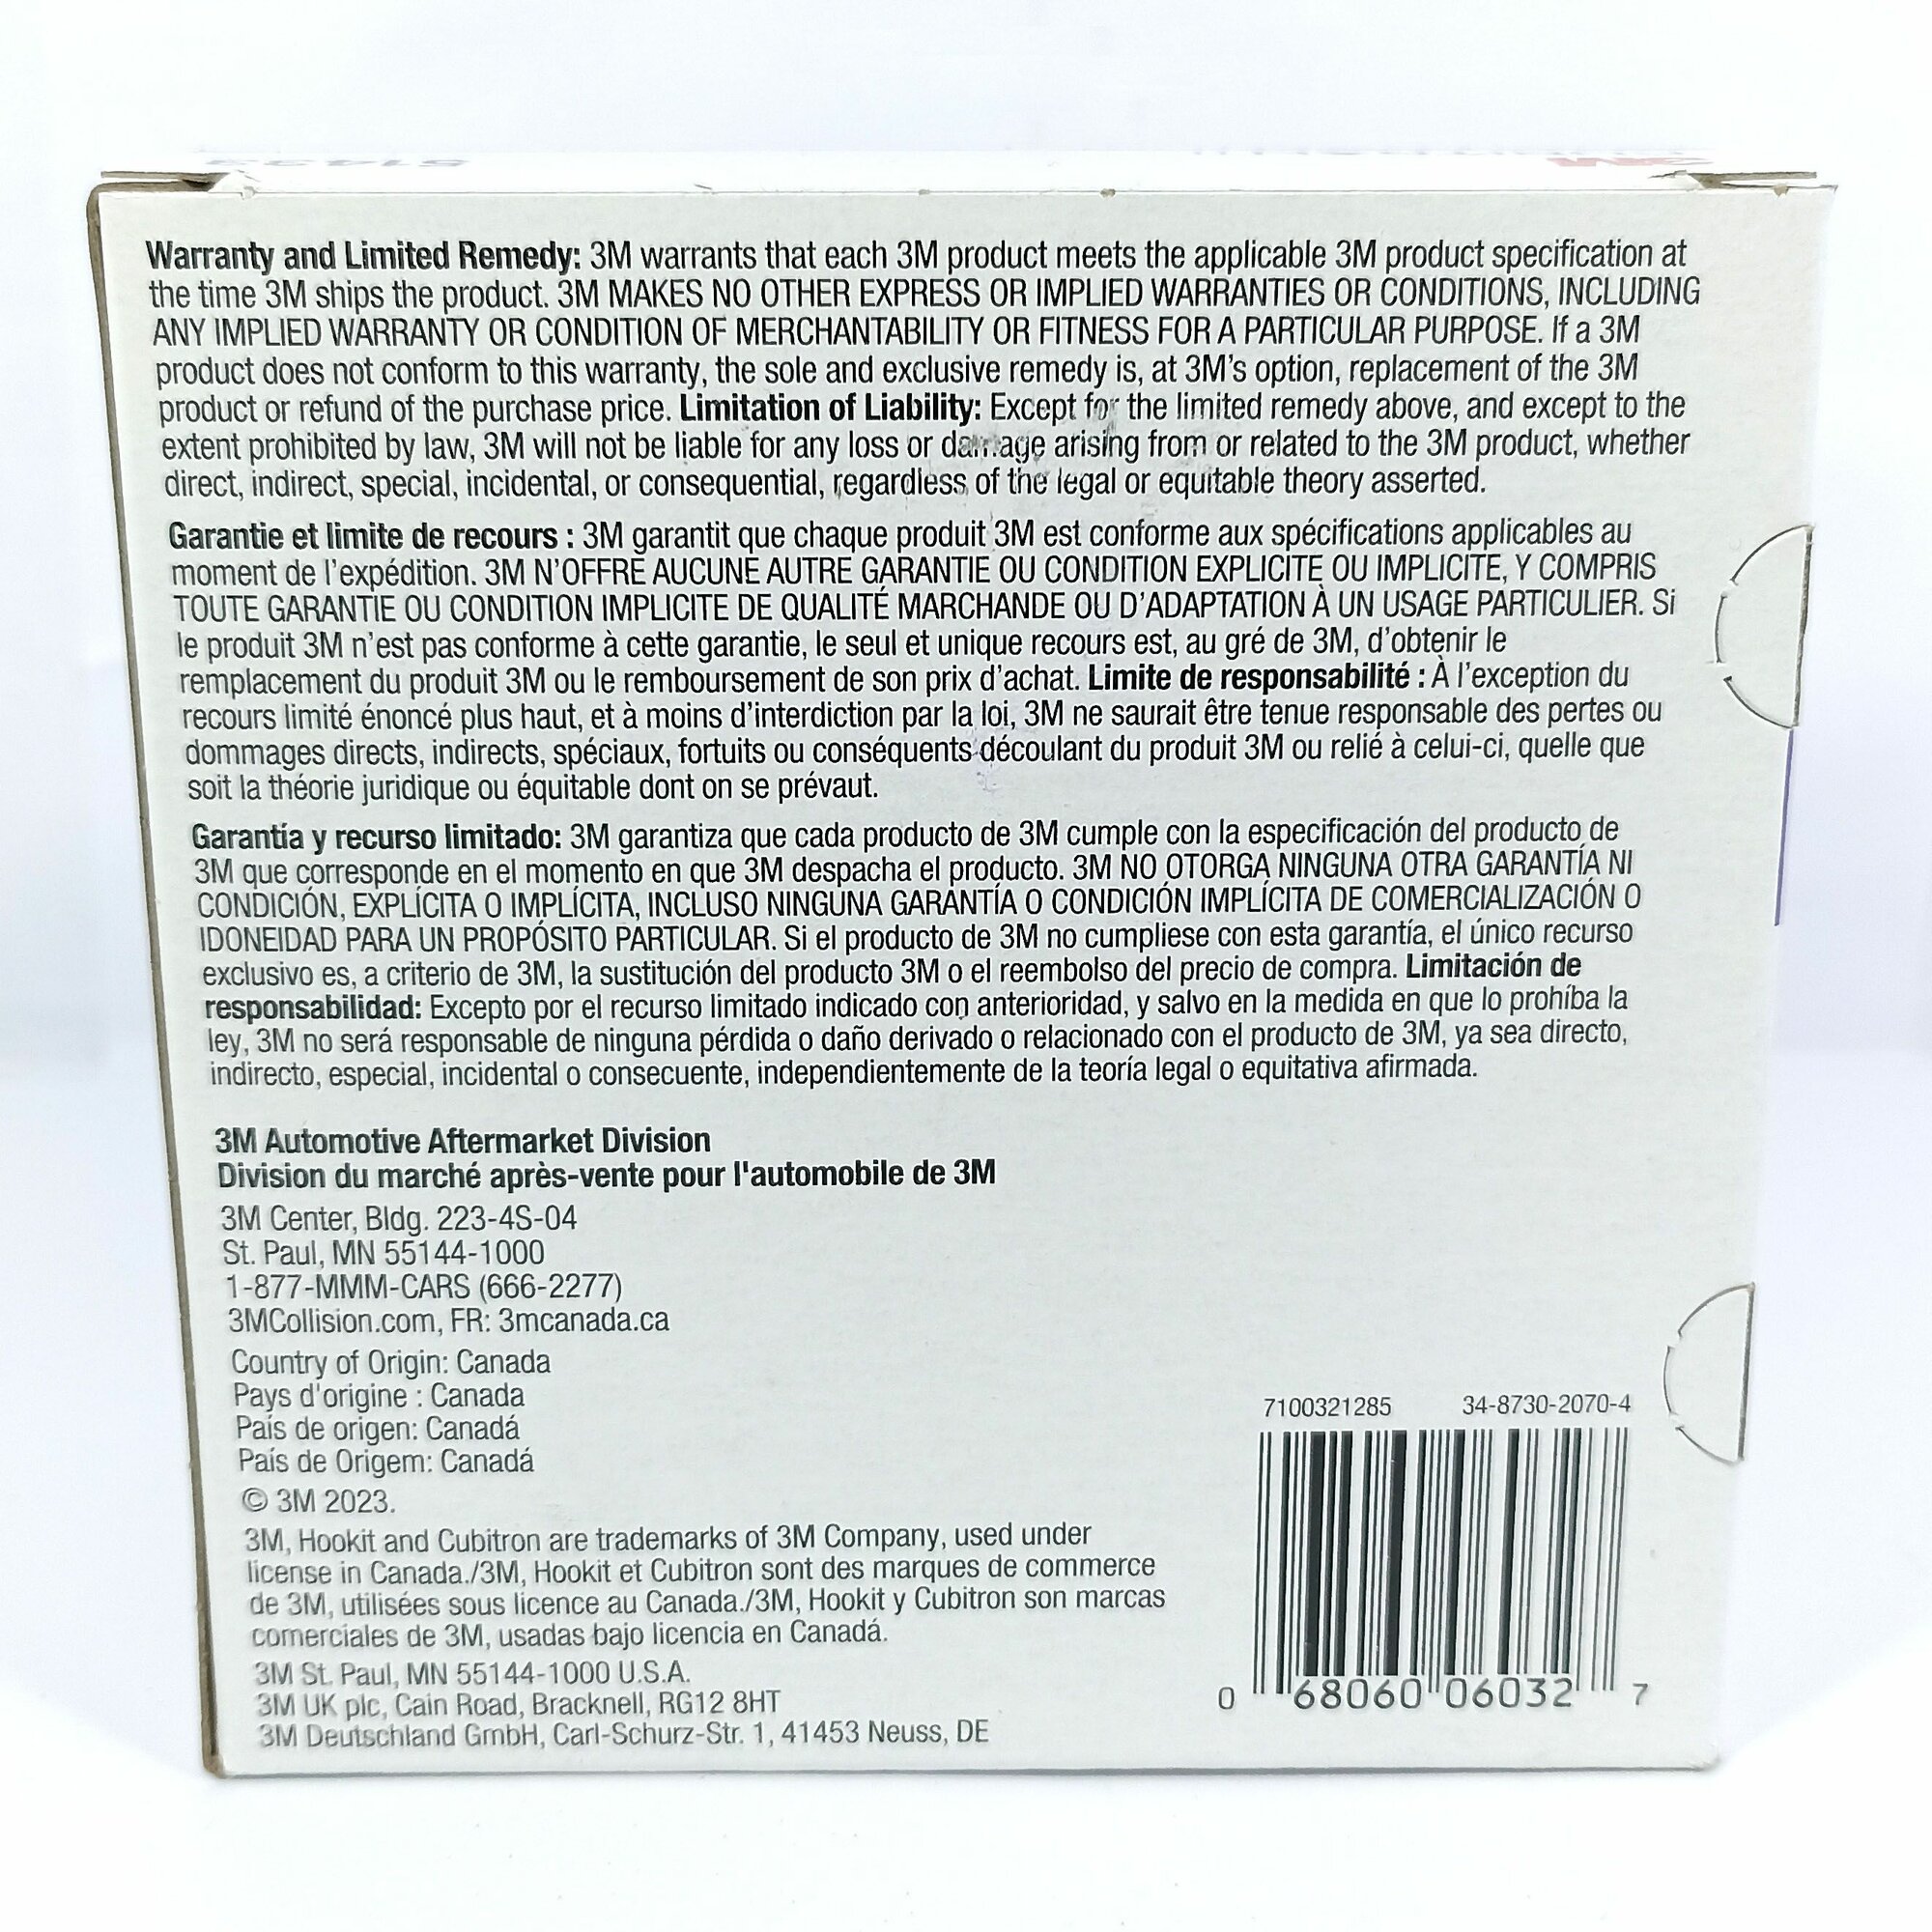 Warranty and Limited Remedy: 3M warrants that each 3M product meets the applicable 3M product specification at
the time 3M ships the product. 3M MAKES NO OTHER EXPRESS OR IMPLIED WARRANTIES OR CONDITIONS, INCLUDING
ANY IMPLIED WARRANTY OR CONDITION OF MERCHANTABILITY OR FITNESS FOR A PARTICULAR PURPOSE. If a 3M
product does not conform to this warranty, the sole and exclusive remedy is, at 3M's option, replacement of the 3M
product or refund of the purchase price. Limitation of Liability: Except for the limited remedy above, and except to the
extent prohibited by law, 3M will not be liable for any loss or damage arising from or related to the 3M product, whether
direct, indirect, special, incidental, or consequential, regardless of the legal or equitable theory asserted.
Garantie et limite de recours : 3M garantit que chaque produit 3M est conforme aux spécifications applicables au
moment de l'expédition. 3M N'OFFRE AUCUNE AUTRE GARANTIE OU CONDITION EXPLICITE OU IMPLICITE, Y COMPRIS
TOUTE GARANTIE OU CONDITION IMPLICITE DE QUALITÉ MARCHANDE OU D'ADAPTATION À UN USAGE PARTICULIER. Si
le produit 3M n'est pas conforme à cette garantie, le seul et unique recours est, au gré de 3M, d'obtenir le
remplacement du produit 3M ou le remboursement de son prix d'achat. Limite de responsabilité : À l'exception du
recours limité énoncé plus haut, et à moins d'interdiction par la loi, 3M ne saurait être tenue responsable des pertes ou
dommages directs, indirects, spéciaux, fortuits ou conséquents découlant du produit 3M ou relié à celui-ci, quelle que
soit la théorie juridique ou équitable dont on se prévaut.
Garantía y recurso limitado: 3M garantiza que cada producto de 3M cumple con la especificación del producto de
3M que corresponde en el momento en que 3M despacha el producto. 3M NO OTORGA NINGUNA OTRA GARANTÍA NI
CONDICIÓN, EXPLÍCITA O IMPLÍCITA, INCLUSO NINGUNA GARANTÍA O CONDICIÓN IMPLÍCITA DE COMERCIALIZACIÓN O
IDONEIDAD PARA UN PROPÓSITO PARTICULAR. Si el producto de 3M no cumpliese con esta garantía, el único recurso
exclusivo es, a criterio de 3M, la sustitución del producto 3M o el reembolso del precio de compra. Limitación de
responsabilidad: Excepto por el recurso limitado indicado con anterioridad, y salvo en la medida en que lo prohíba la
ley, 3M no será responsable de ninguna pérdida o daño derivado o relacionado con el producto de 3M, ya sea directo,
indirecto, especial, incidental o consecuente, independientemente de la teoría legal o equitativa afirmada.
3M Automotive Aftermarket Division
Division du marché après-vente pour l'automobile de 3M
3M Center, Bldg. 223-4S-04
St. Paul, MN 55144-1000
1-877-MMM-CARS (666-2277)
3MCollision.com, FR: 3mcanada.ca
Country of Origin: Canada
Pays d'origine : Canada
País de origen: Canadá
País de Origem: Canadá
© 3M 2023.
3M, Hookit and Cubitron are trademarks of 3M Company, used under
license in Canada./3M, Hookit et Cubitron sont des marques de commerce
de 3M, utilisées sous licence au Canada./3M, Hookit y Cubitron son marcas
comerciales de 3M, usadas bajo licencia en Canadá.
3M St. Paul, MN 55144-1000 U.S.A.
3M UK plc, Cain Road, Bracknell, RG12 8HT
3M Deutschland GmbH, Carl-Schurz-Str. 1, 41453 Neuss, DE
7100321285 34-8730-2070-4
0 68060 06032 7